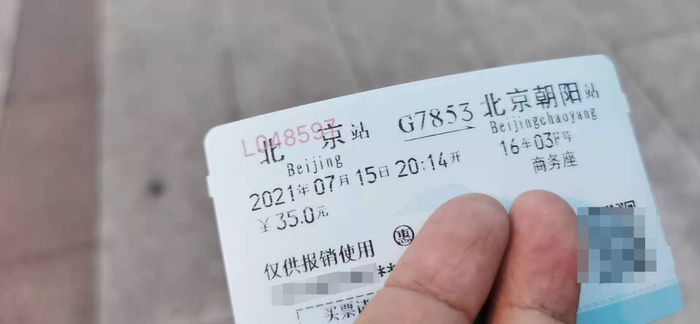 L048597
北京站 G7853 北京朝阳站
Beijing Beijingchaoyang
2021年07月15日20:14开 16车03F号
¥35.0元 商务座
仅供报销使用 惠